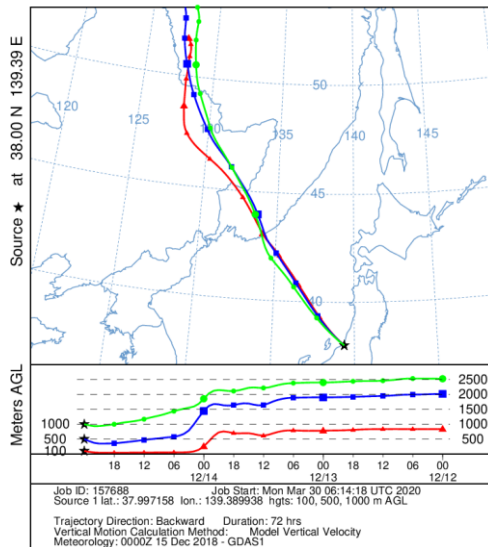 Source ★ at 38.00 N 139.39 E
120
125
130
135
140
145
50
45
40
Meters AGL
2500
2000
1500
1000
500
1000
500
100
18 12 06 00 18 12 06 00 18 12 06 00
12/14 12/13 12/12
Job ID: 157688 Job Start: Mon Mar 30 06:14:18 UTC 2020
Source 1 lat.: 37.997158 lon.: 139.389938 hgts: 100, 500, 1000 m AGL
Trajectory Direction: Backward Duration: 72 hrs
Vertical Motion Calculation Method: Model Vertical Velocity
Meteorology: 0000Z 15 Dec 2018 - GDAS1